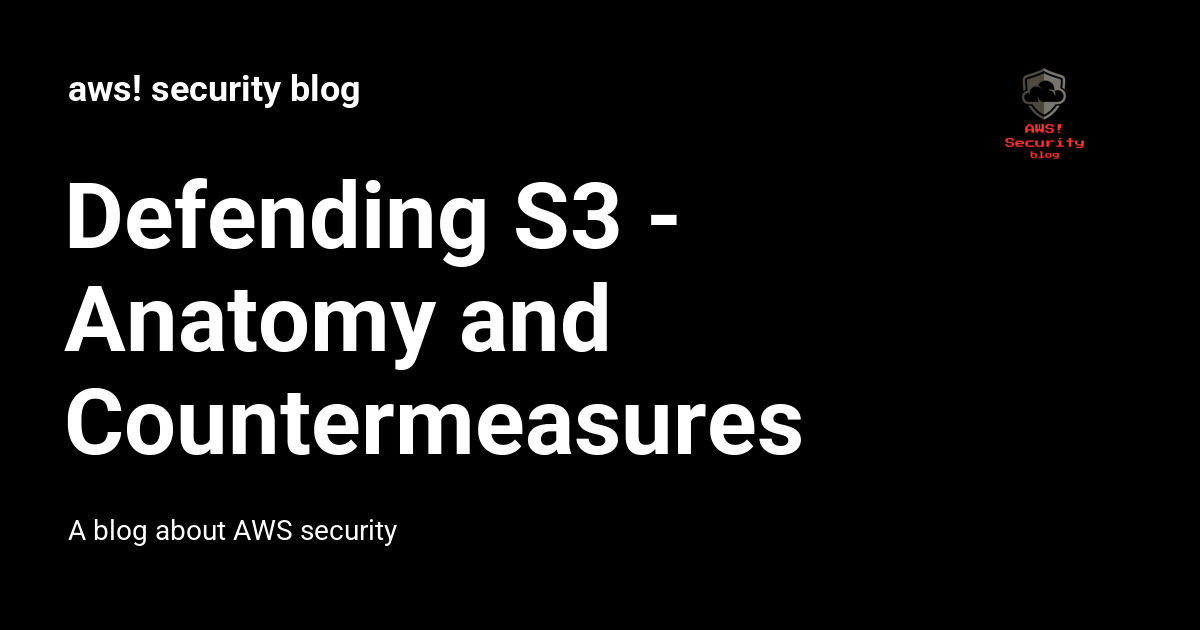 aws! security blog
AWS!
Security
blog
Defending S3 -
Anatomy and
Countermeasures
A blog about AWS security